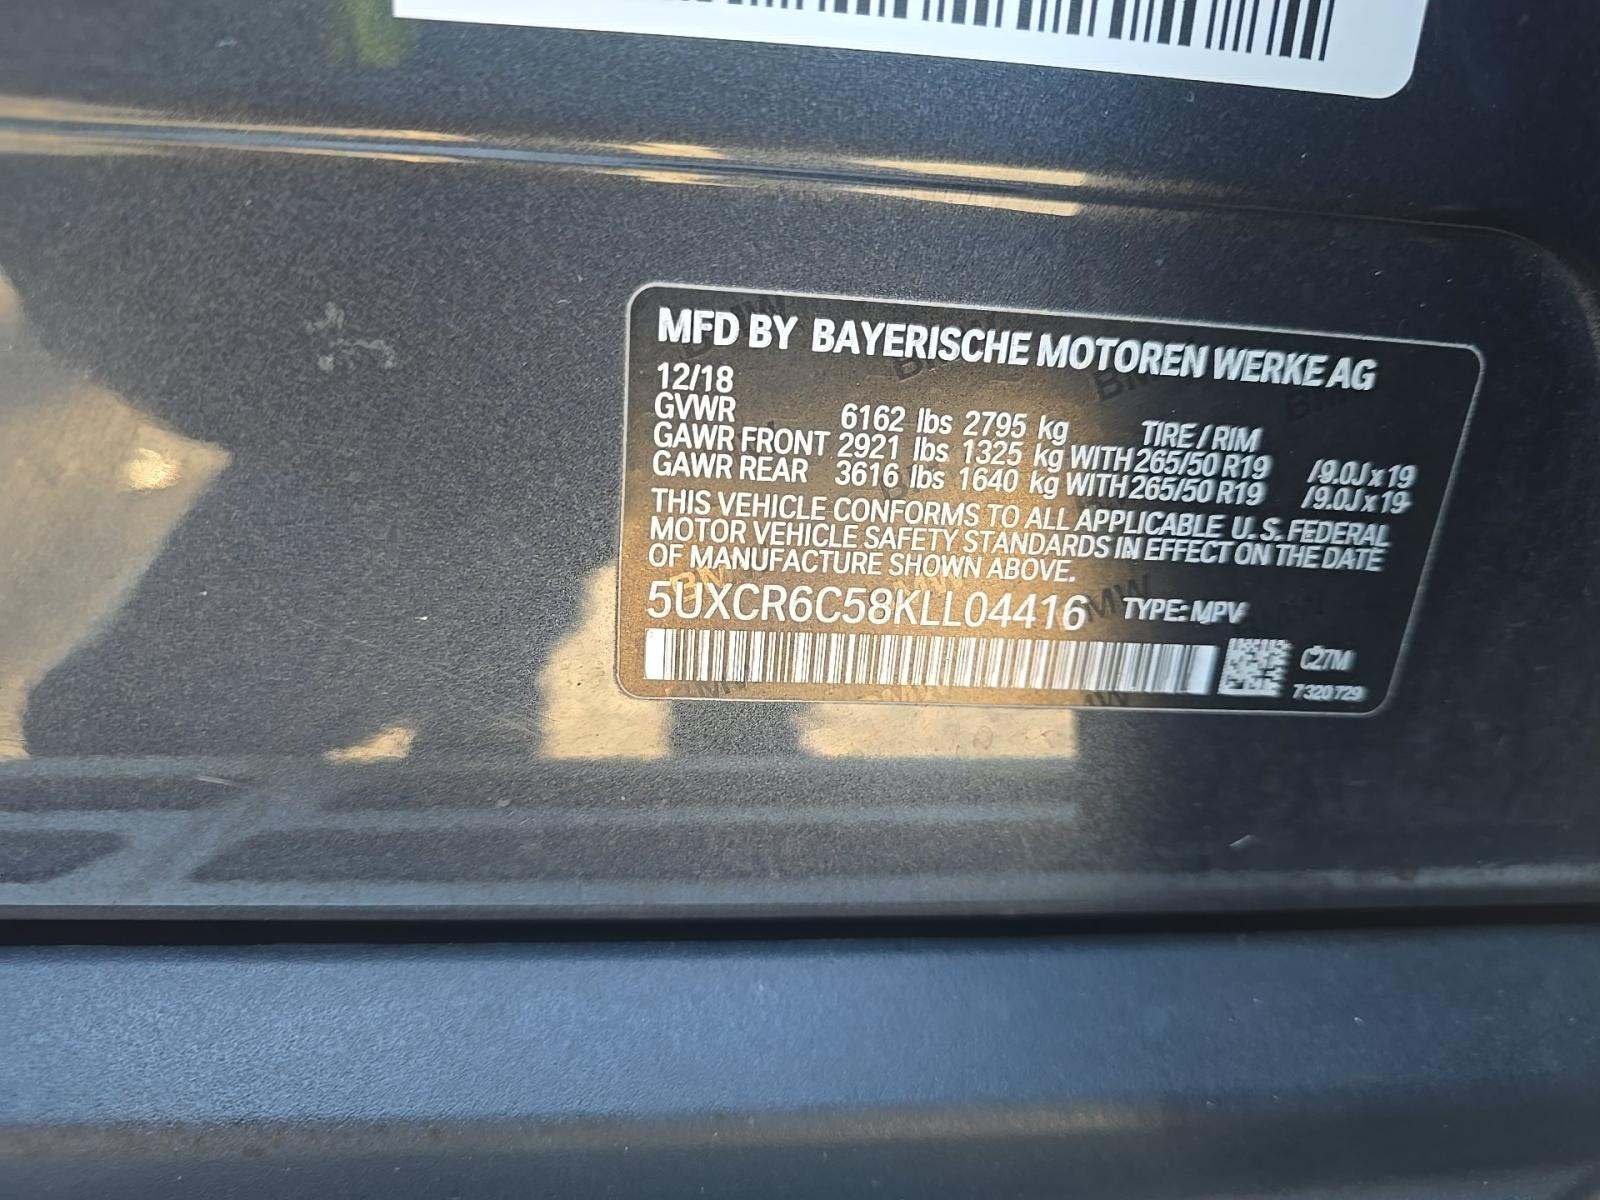 MFD BY BAYERISCHE MOTOREN WERKE AG
12/18
GVWR 6162 lbs 2795 kg TIRE / RIM
GAWR FRONT 2921 lbs 1325 kg WITH 265/50 R19 /9.0J x 19
GAWR REAR 3616 lbs 1640 kg WITH 265/50 R19 /9.0J x 19
THIS VEHICLE CONFORMS TO ALL APPLICABLE U.S. FEDERAL
MOTOR VEHICLE SAFETY STANDARDS IN EFFECT ON THE DATE
OF MANUFACTURE SHOWN ABOVE.
5UXCR6C58KLL04416 TYPE: MPV
C27M
7320729